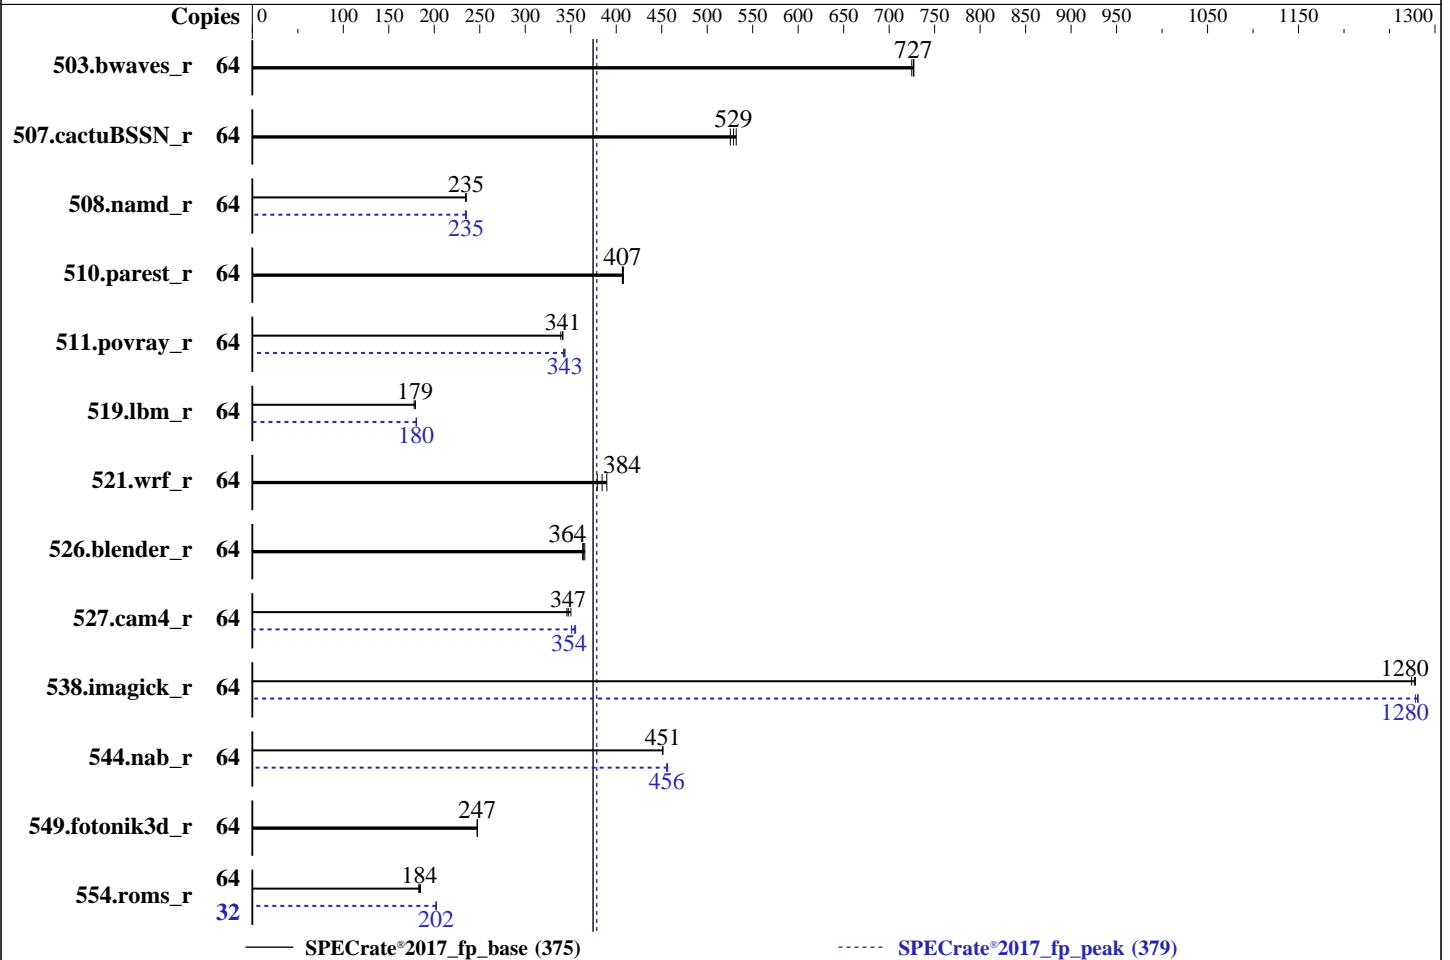 Copies 0 100 150 200 250 300 350 400 450 500 550 600 650 700 750 800 850 900 950 1050 1150 1300
727
503.bwaves_r 64
529
507.cactuBSSN_r 64
235
508.namd_r 64
235
407
510.parest_r 64
341
511.povray_r 64
343
179
519.lbm_r 64
180
384
521.wrf_r 64
364
526.blender_r 64
347
527.cam4_r 64
354
1280
538.imagick_r 64
1280
451
544.nab_r 64
456
247
549.fotonik3d_r 64
64 184
554.roms_r
32 202
SPECrate®2017_fp_base (375) SPECrate®2017_fp_peak (379)